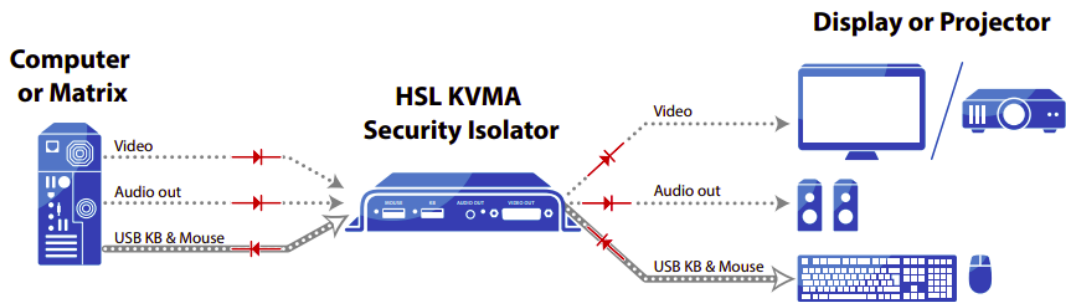 Display or Projector
Computer
or Matrix
HSL KVMA
Security Isolator
Video
Audio out
USB KB & Mouse
MOUSE
KB
AUDIO OUT
VIDEO OUT
Video
Audio out
USB KB & Mouse